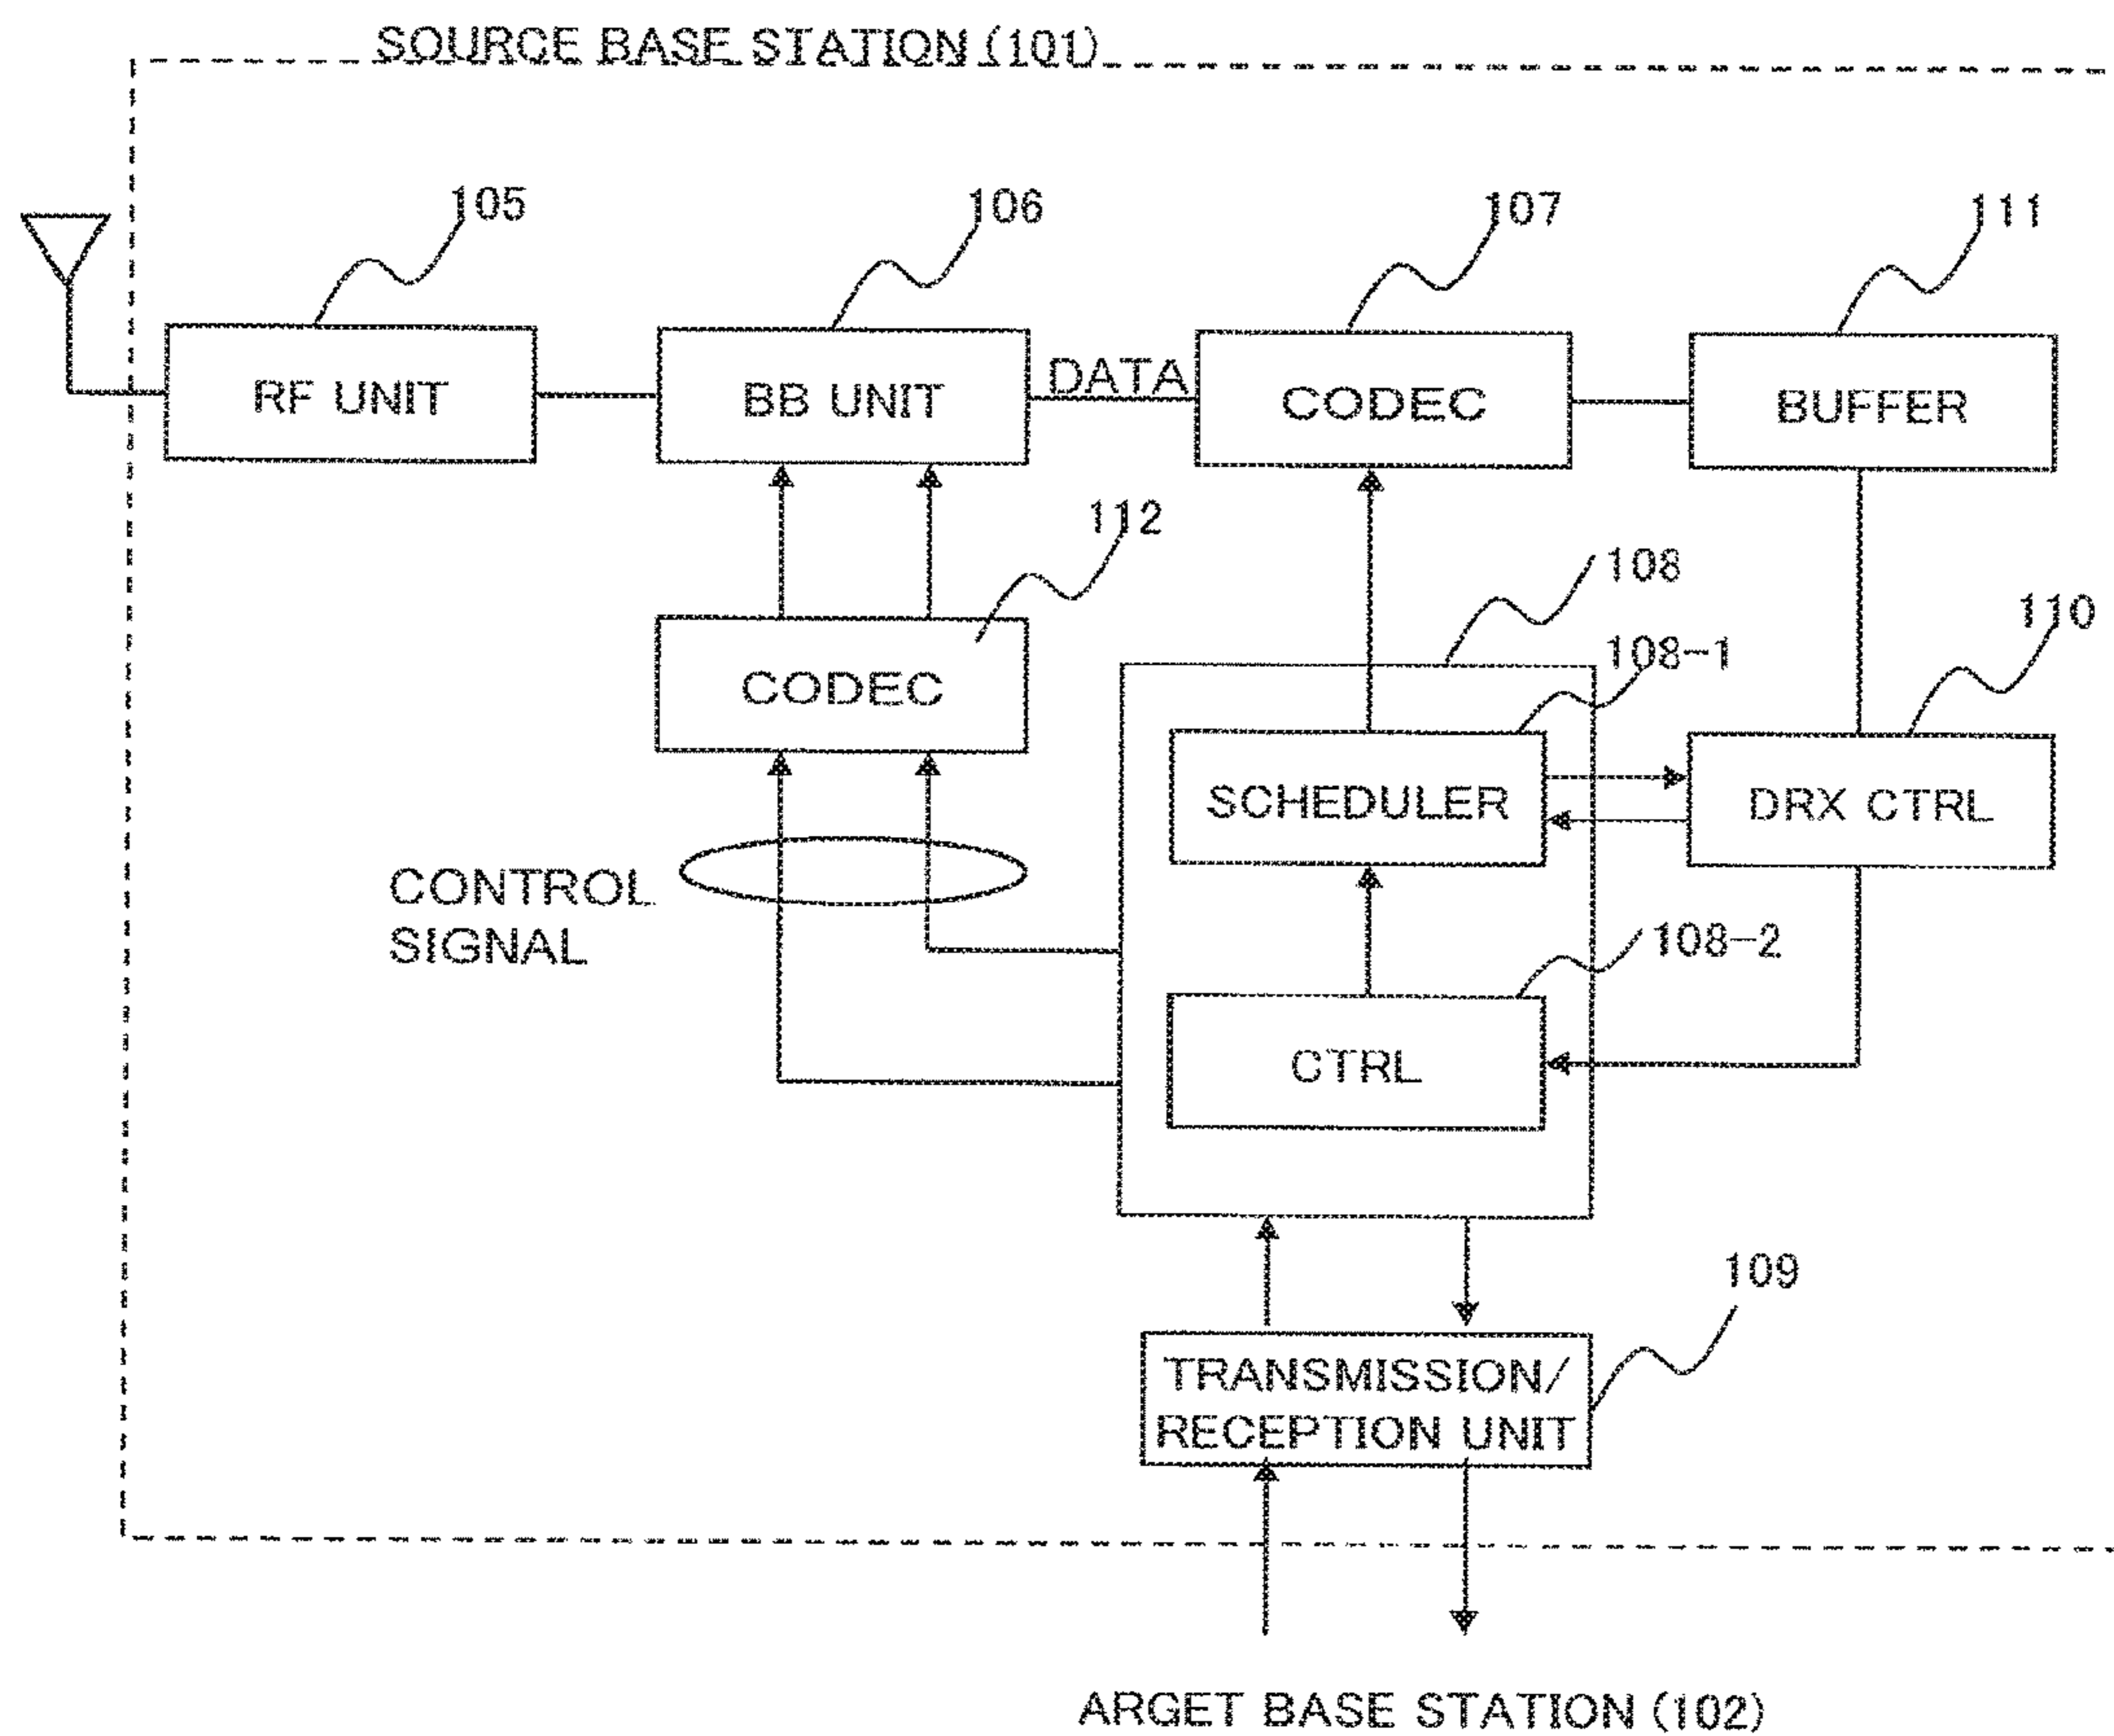 SOURCE BASE STATION (101)
105
106
107
111
RF UNIT
BB UNIT
DATA
CODEC
BUFFER
112
108
110
108-1
CODEC
SCHEDULER
DRX CTRL
CONTROL
SIGNAL
108-2
CTRL
109
TRANSMISSION/
RECEPTION UNIT
ARGET BASE STATION (102)